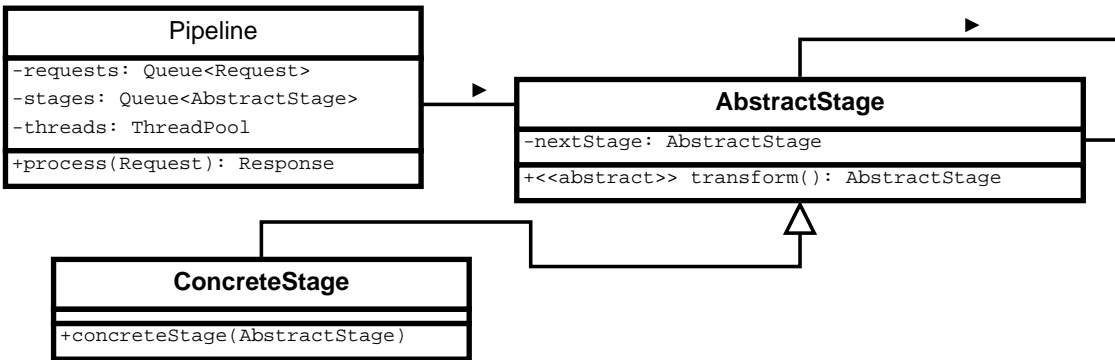 Pipeline
-requests: Queue<Request>
-stages: Queue<AbstractStage>
-threads: ThreadPool
+process(Request): Response
AbstractStage
-nextStage: AbstractStage
+<<abstract>> transform(): AbstractStage
ConcreteStage
+concreteStage(AbstractStage)